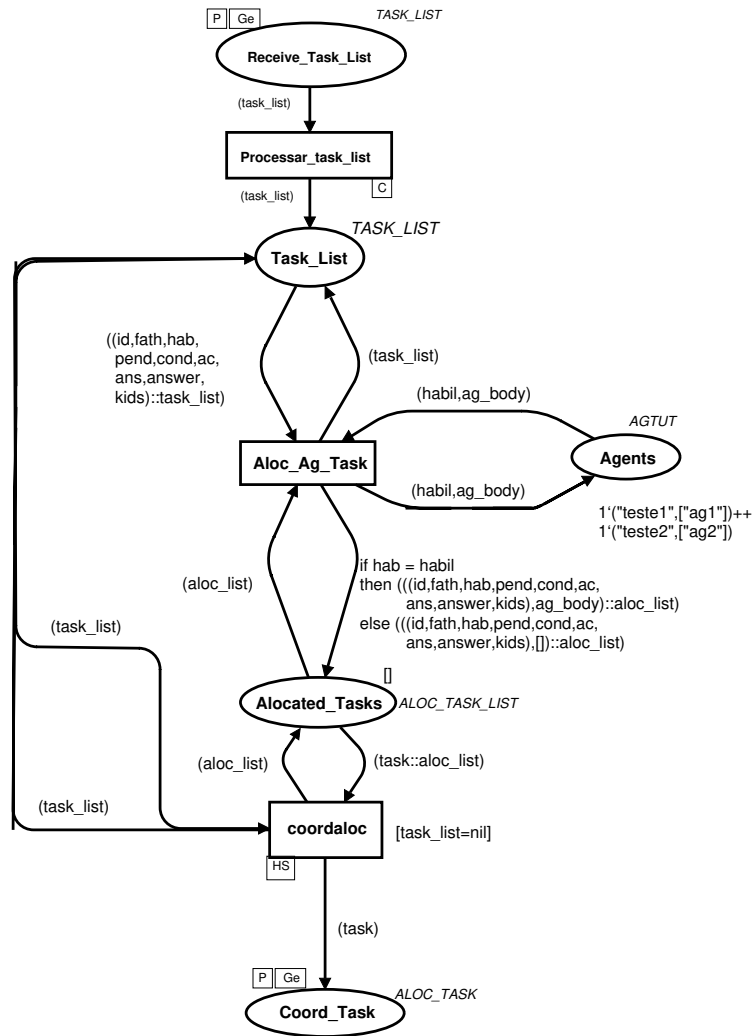 TASK_LIST
P Ge
Receive_Task_List
(task_list)
Processar_task_list
C
(task_list)
TASK_LIST
Task_List
((id,fath,hab,
pend,cond,ac,
ans,answer,
kids)::task_list)
(task_list)
(habil,ag_body)
AGTUT
Aloc_Ag_Task
Agents
(habil,ag_body)
1‘("teste1",["ag1"])++
1‘("teste2",["ag2"])
(aloc_list)
if hab = habil
then (((id,fath,hab,pend,cond,ac,
ans,answer,kids),ag_body)::aloc_list)
else (((id,fath,hab,pend,cond,ac,
ans,answer,kids),[])::aloc_list)
(task_list)
[]
Alocated_Tasks
ALOC_TASK_LIST
(aloc_list)
(task::aloc_list)
(task_list)
coordaloc
[task_list=nil]
HS
(task)
P Ge
ALOC_TASK
Coord_Task